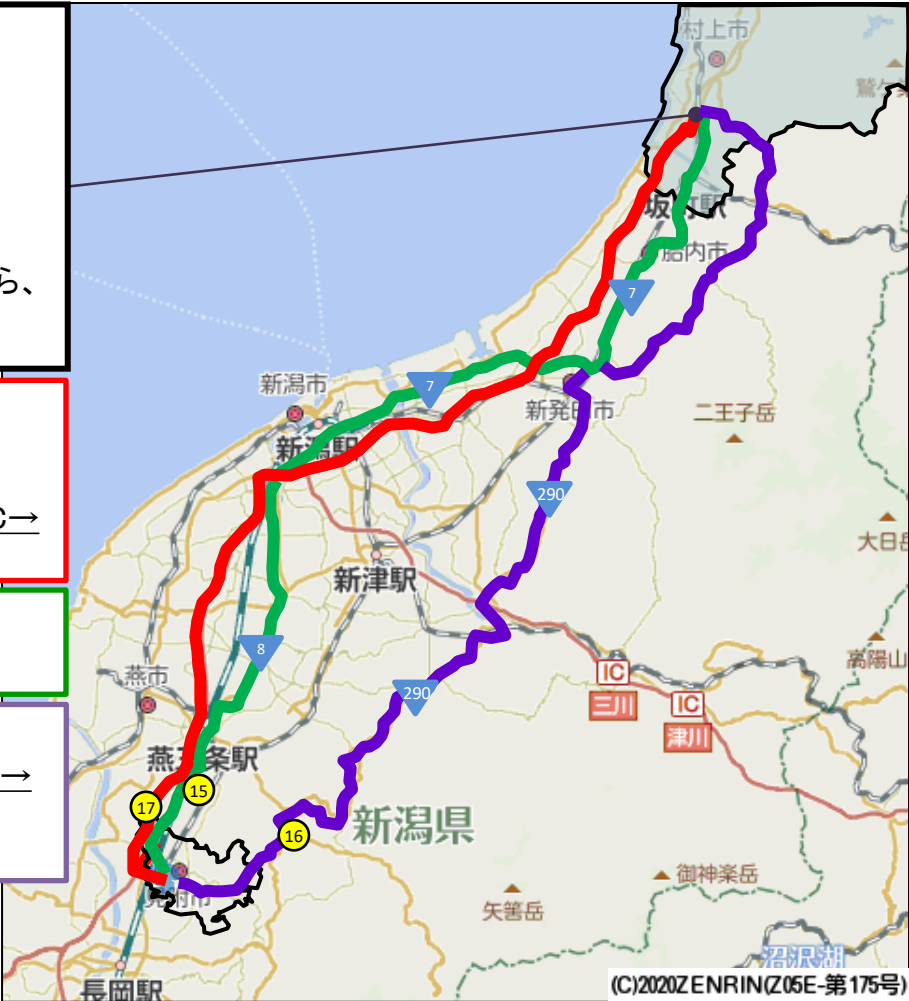 村上市
ら、
坂町駅
胎内市
7
7
新潟市
新潟駅
新発田市
二王子岳
C→
290
大日岳
新津駅
8
高陽山
IC
三川
IC
津川
290
燕市
→
燕三条駅
15
17
16
新潟県
御神楽岳
矢筈岳
見附市
沼沢湖
長岡駅
(C)2020ZENRIN(Z05E-第175号)